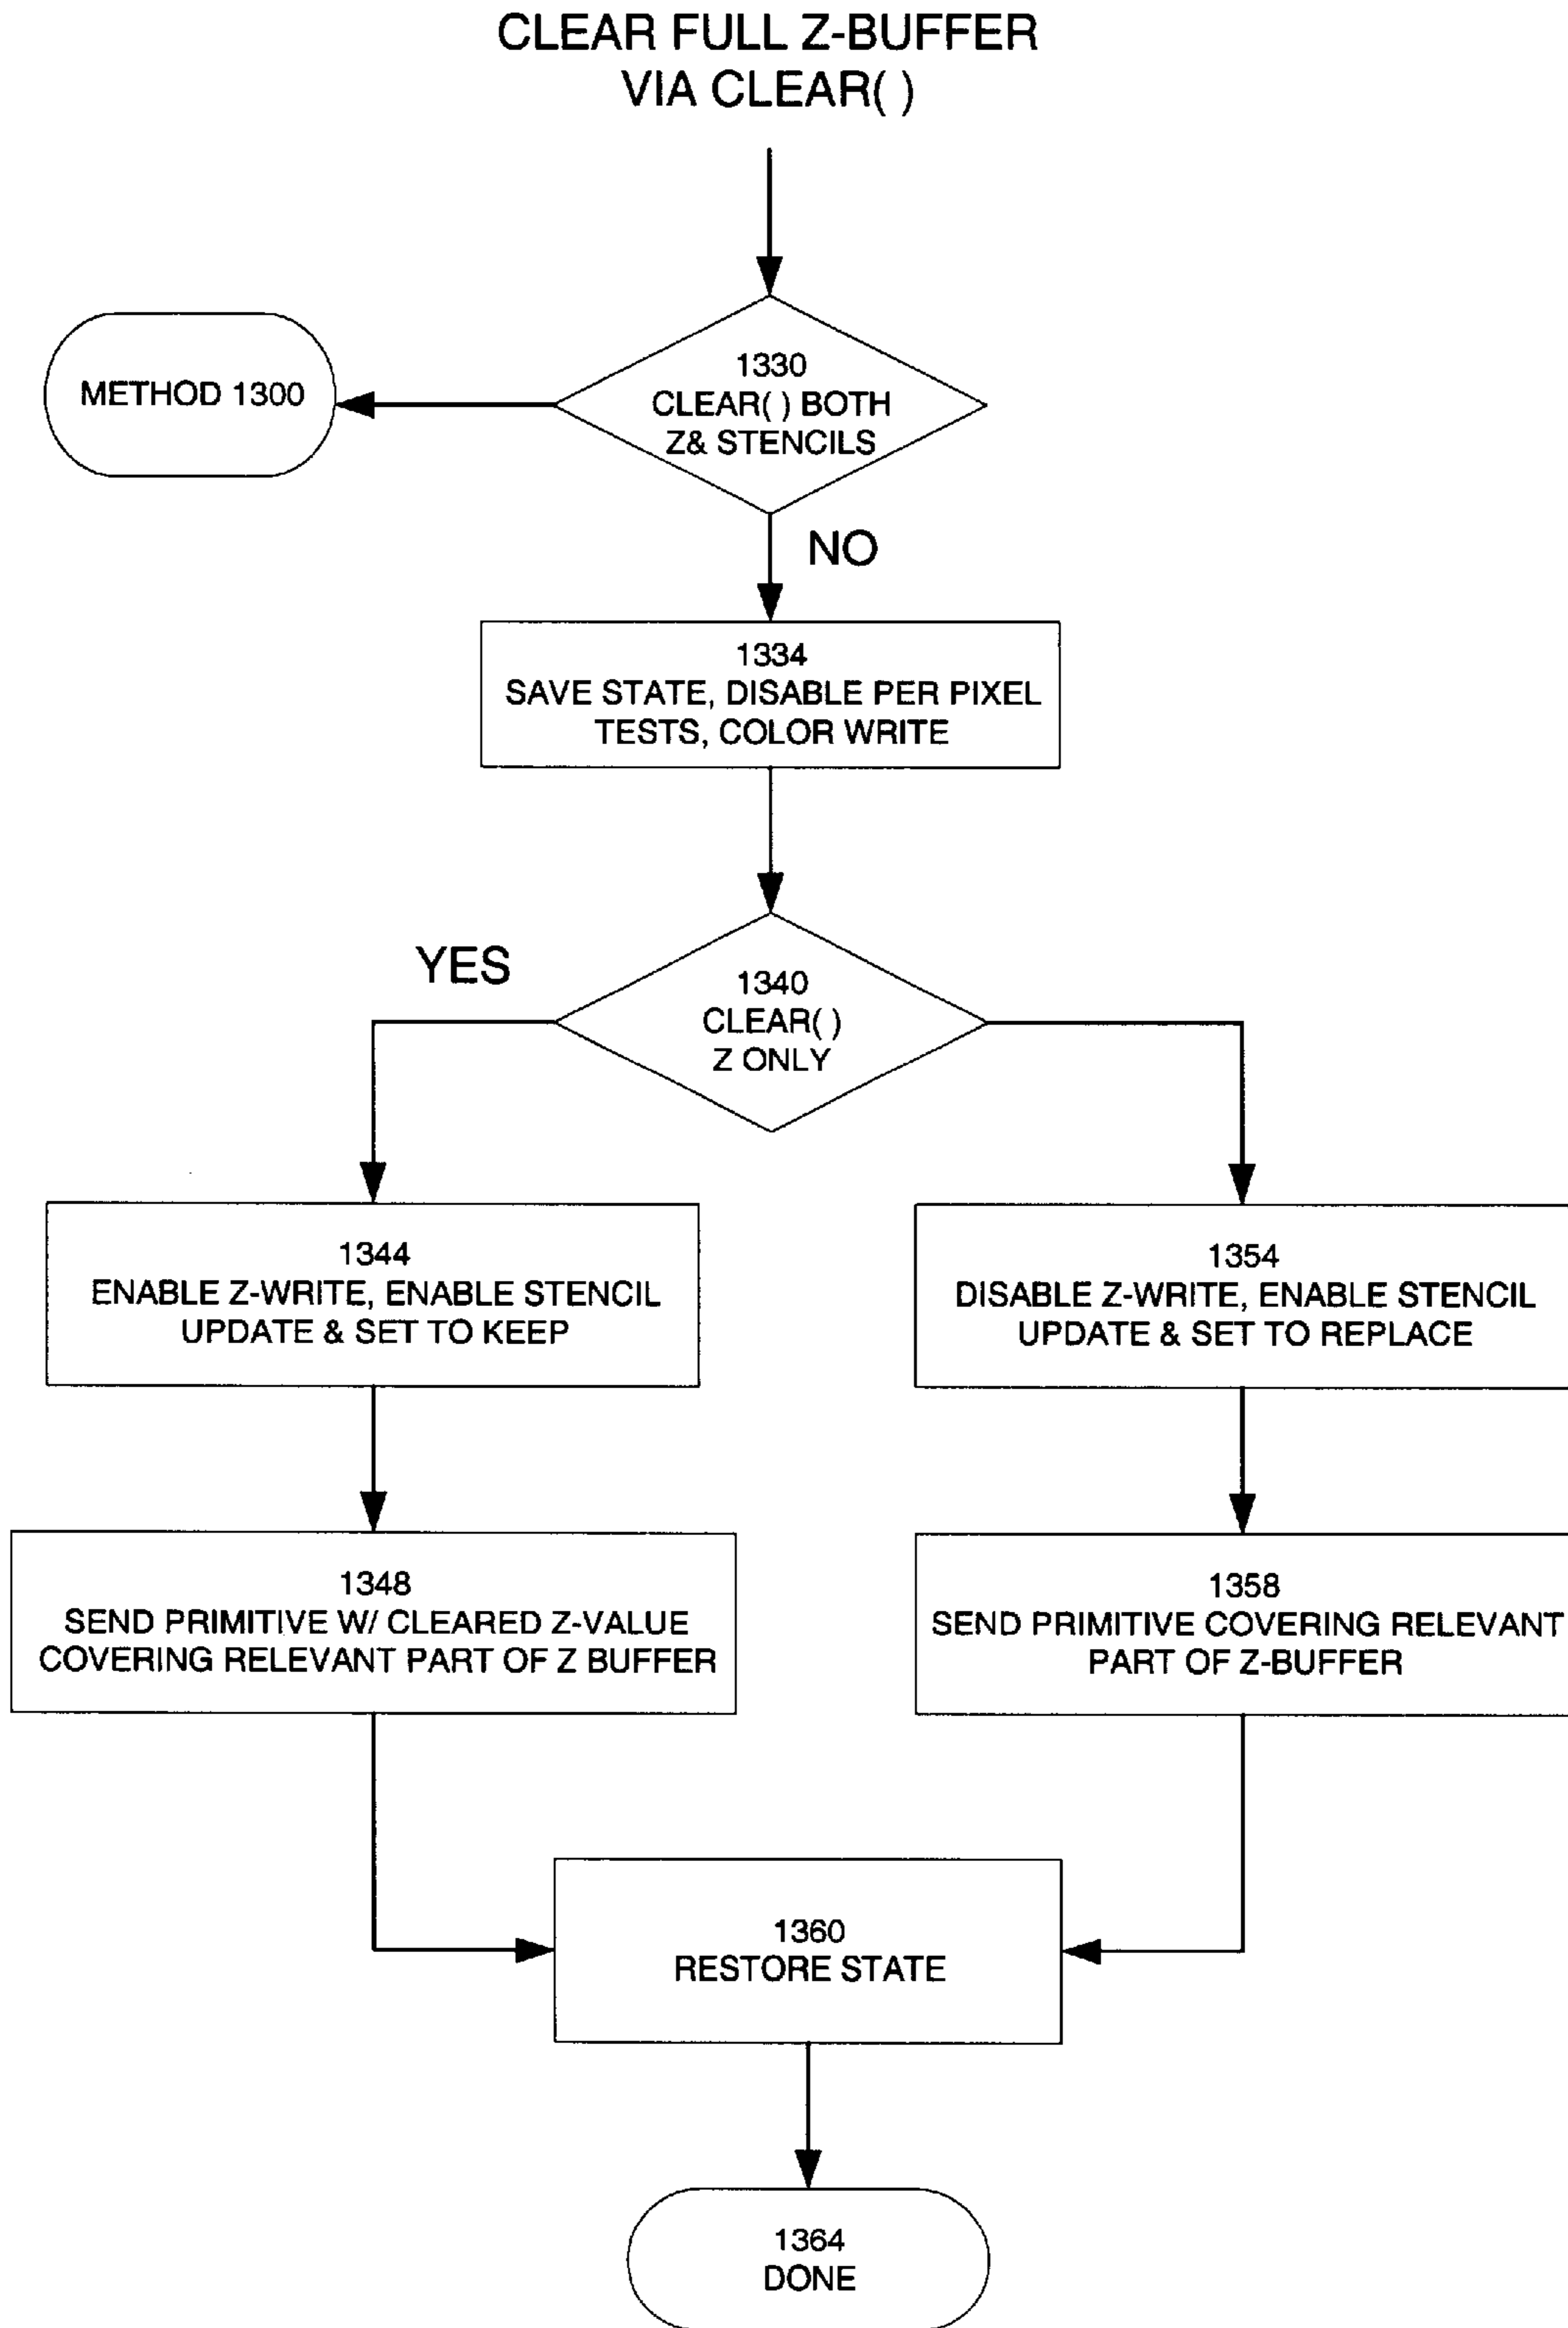 CLEAR FULL Z-BUFFER
VIA CLEAR( )
1330
CLEAR( ) BOTH
Z& STENCILS
METHOD 1300
NO
1334
SAVE STATE, DISABLE PER PIXEL
TESTS, COLOR WRITE
YES
1340
CLEAR( )
Z ONLY
1344
ENABLE Z-WRITE, ENABLE STENCIL
UPDATE & SET TO KEEP
1354
DISABLE Z-WRITE, ENABLE STENCIL
UPDATE & SET TO REPLACE
1348
SEND PRIMITIVE W/ CLEARED Z-VALUE
COVERING RELEVANT PART OF Z BUFFER
1358
SEND PRIMITIVE COVERING RELEVANT
PART OF Z-BUFFER
1360
RESTORE STATE
1364
DONE